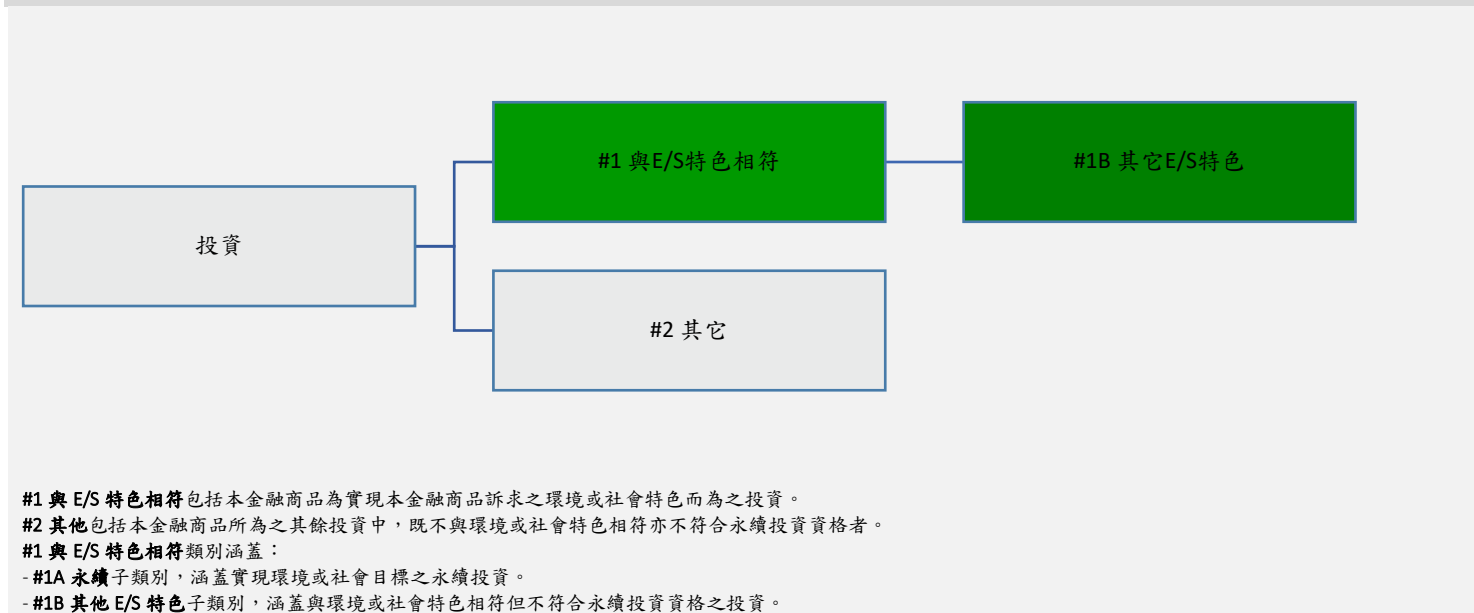 #1 與E/S特色相符
#1B 其它E/S特色
投資
#2 其它
#1 與 E/S 特色相符包括本金融商品為實現本金融商品訴求之環境或社會特色而為之投資。
#2 其他包括本金融商品所為之其餘投資中，既不與環境或社會特色相符亦不符合永續投資資格者。
#1 與 E/S 特色相符類別涵蓋：
- #1A 永續子類別，涵蓋實現環境或社會目標之永續投資。
- #1B 其他 E/S 特色子類別，涵蓋與環境或社會特色相符但不符合永續投資資格之投資。